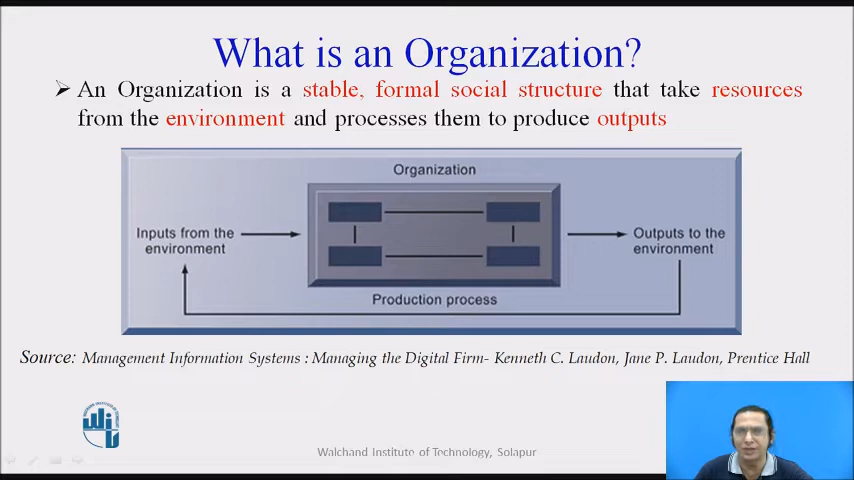 What is an Organization?
➢ An Organization is a stable, formal social structure that take resources
from the environment and processes them to produce outputs
Organization
Inputs from the
environment
Outputs to the
environment
Production process
Source: Management Information Systems : Managing the Digital Firm- Kenneth C. Laudon, Jane P. Laudon, Prentice Hall
Walchand Institute of Technology, Solapur